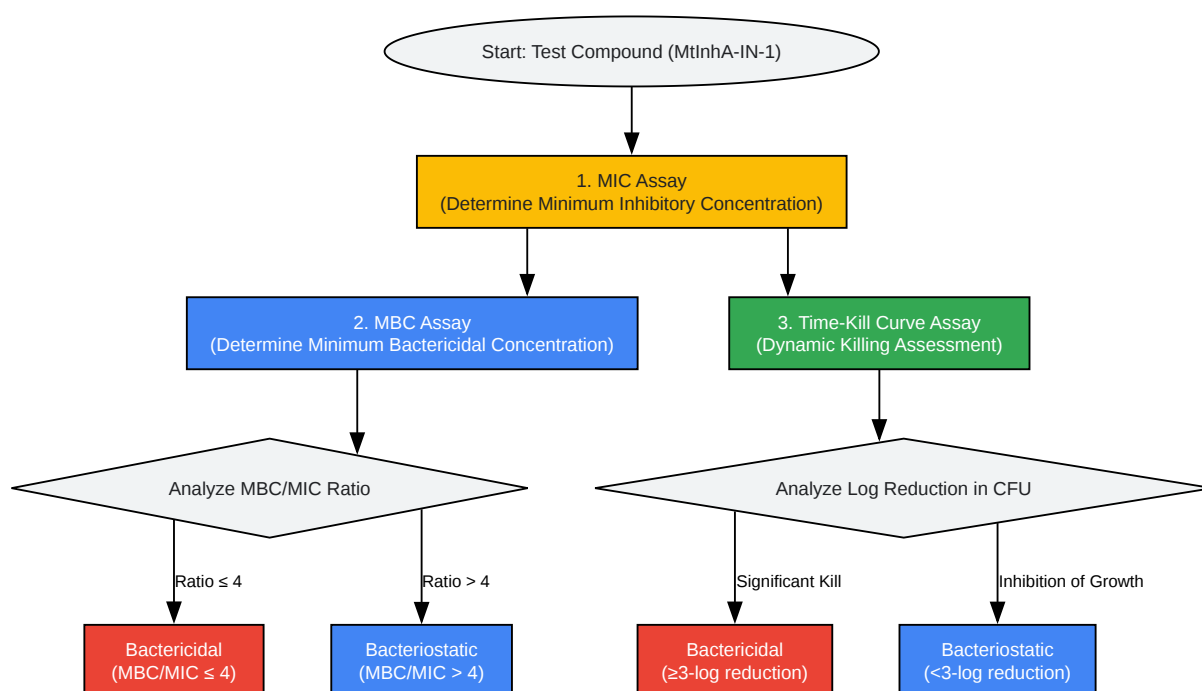 Start: Test Compound (MtInhA-IN-1)
1. MIC Assay
(Determine Minimum Inhibitory Concentration)
2. MBC Assay
(Determine Minimum Bactericidal Concentration)
3. Time-Kill Curve Assay
(Dynamic Killing Assessment)
Analyze MBC/MIC Ratio
Analyze Log Reduction in CFU
Ratio ≤ 4
Ratio > 4
Significant Kill
Inhibition of Growth
Bactericidal
(MBC/MIC ≤ 4)
Bacteriostatic
(MBC/MIC > 4)
Bactericidal
(≥3-log reduction)
Bacteriostatic
(<3-log reduction)